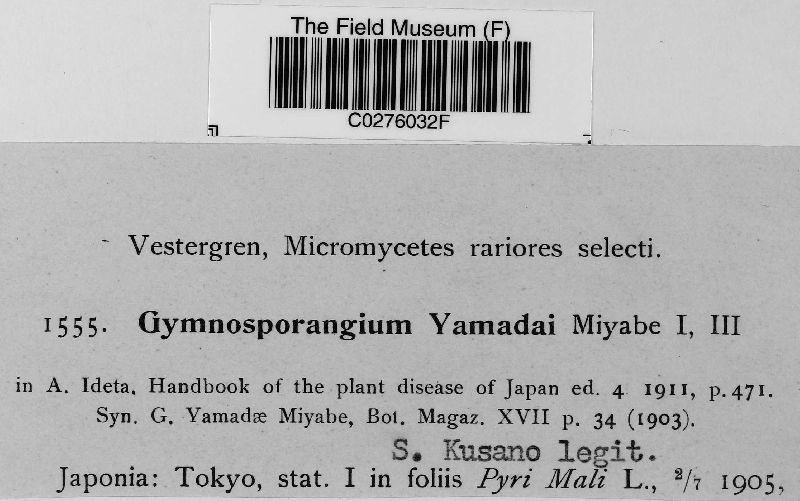 The Field Museum (F)
C0276032F
Vestergren, Micromycetes rariores selecti.
1555. Gymnosporangium Yamadai Miyabe I, III
in A. Ideta. Handbook of the plant disease of Japan ed. 4 1911, p. 471.
Syn. G. Yamadæ Miyabe, Bot. Magaz. XVII p. 34 (1903).
S. Kusano legit.
Japonia: Tokyo, stat. I in foliis Pyri Mali L., 2/7 1905,